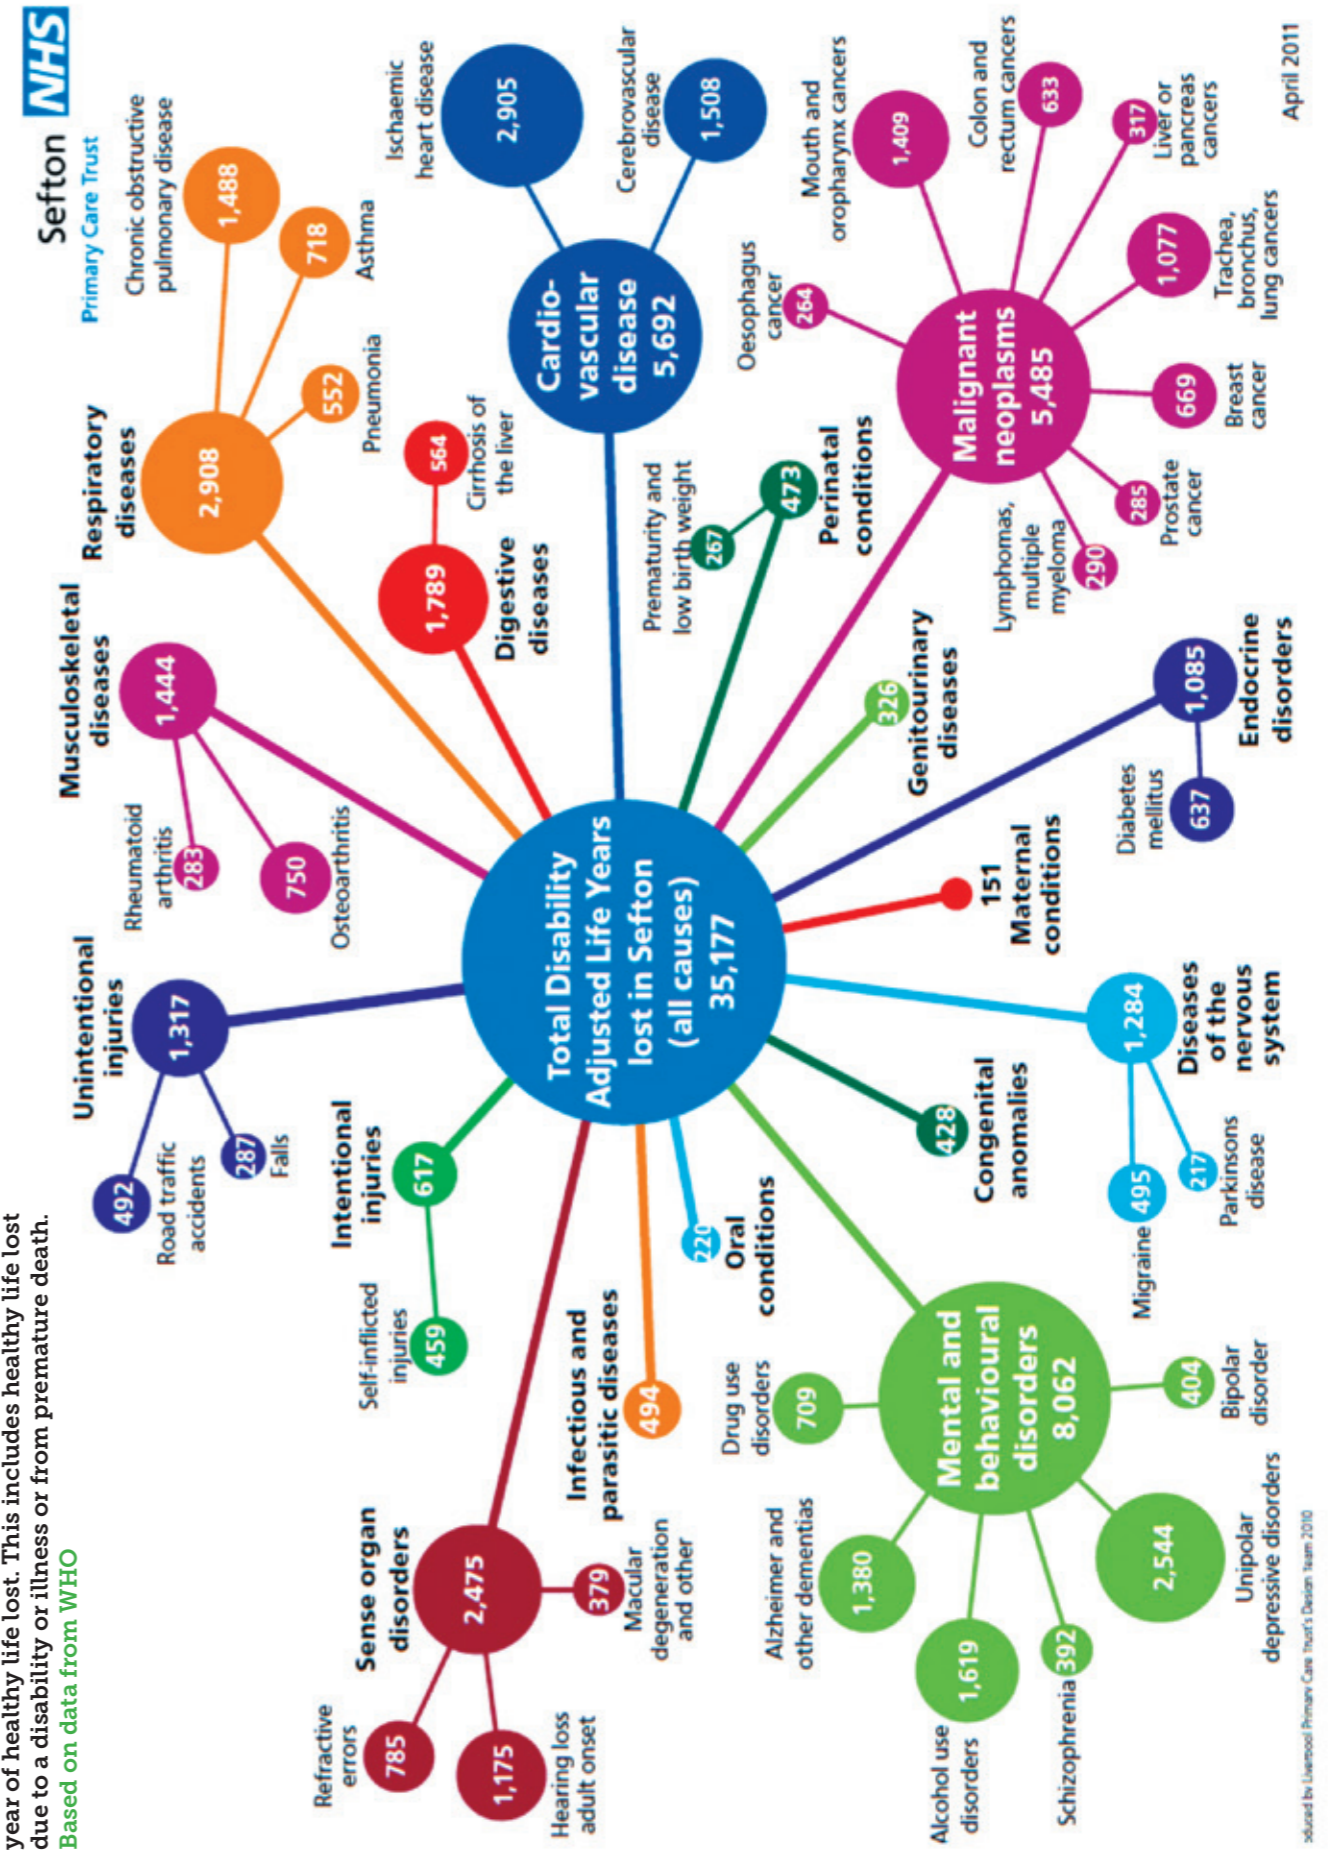 year of healthy life lost. This includes healthy life lost
due to a disability or illness or from premature death.
Based on data from WHO
Sefton NHS
Primary Care Trust
Total Disability
Adjusted Life Years
lost in Sefton
(all causes)
35,177
Unintentional
injuries
1,317
492
Road traffic
accidents
287
Falls
Musculoskeletal
diseases
1,444
Rheumatoid
arthritis
283
750
Osteoarthritis
Respiratory
diseases
2,908
Chronic obstructive
pulmonary disease
1,488
718
Asthma
552
Pneumonia
1,789
Digestive
diseases
564
Cirrhosis of
the liver
Cardio-
vascular
disease
5,692
Ischaemic
heart disease
2,905
Cerebrovascular
disease
1,508
Prematurity and
low birth weight
267
473
Perinatal
conditions
Malignant
neoplasms
5,485
Oesophagus
cancer
264
Mouth and
oropharynx cancers
1,409
Colon and
rectum cancers
633
317
Liver or
pancreas
cancers
1,077
Trachea,
bronchus,
lung cancers
669
Breast
cancer
285
Prostate
cancer
Lymphomas,
multiple
myeloma
290
326
Genitourinary
diseases
1,085
Endocrine
disorders
Diabetes
mellitus
637
151
Maternal
conditions
1,284
Diseases
of the
nervous
system
Migraine 495
217
Parkinsons
disease
428
Congenital
anomalies
Mental and
behavioural
disorders
8,062
Drug use
disorders
709
Alzheimer and
other dementias
1,380
Alcohol use
disorders
1,619
Schizophrenia 392
2,544
Unipolar
depressive disorders
404
Bipolar
disorder
220
Oral
conditions
Infectious and
parasitic diseases
494
Sense organ
disorders
2,475
Refractive
errors
785
1,175
Hearing loss
adult onset
379
Macular
degeneration
and other
Intentional
injuries
617
Self-inflicted
injuries
459
by Liverpool Primary Care Trust's Design Team 2010
April 2011